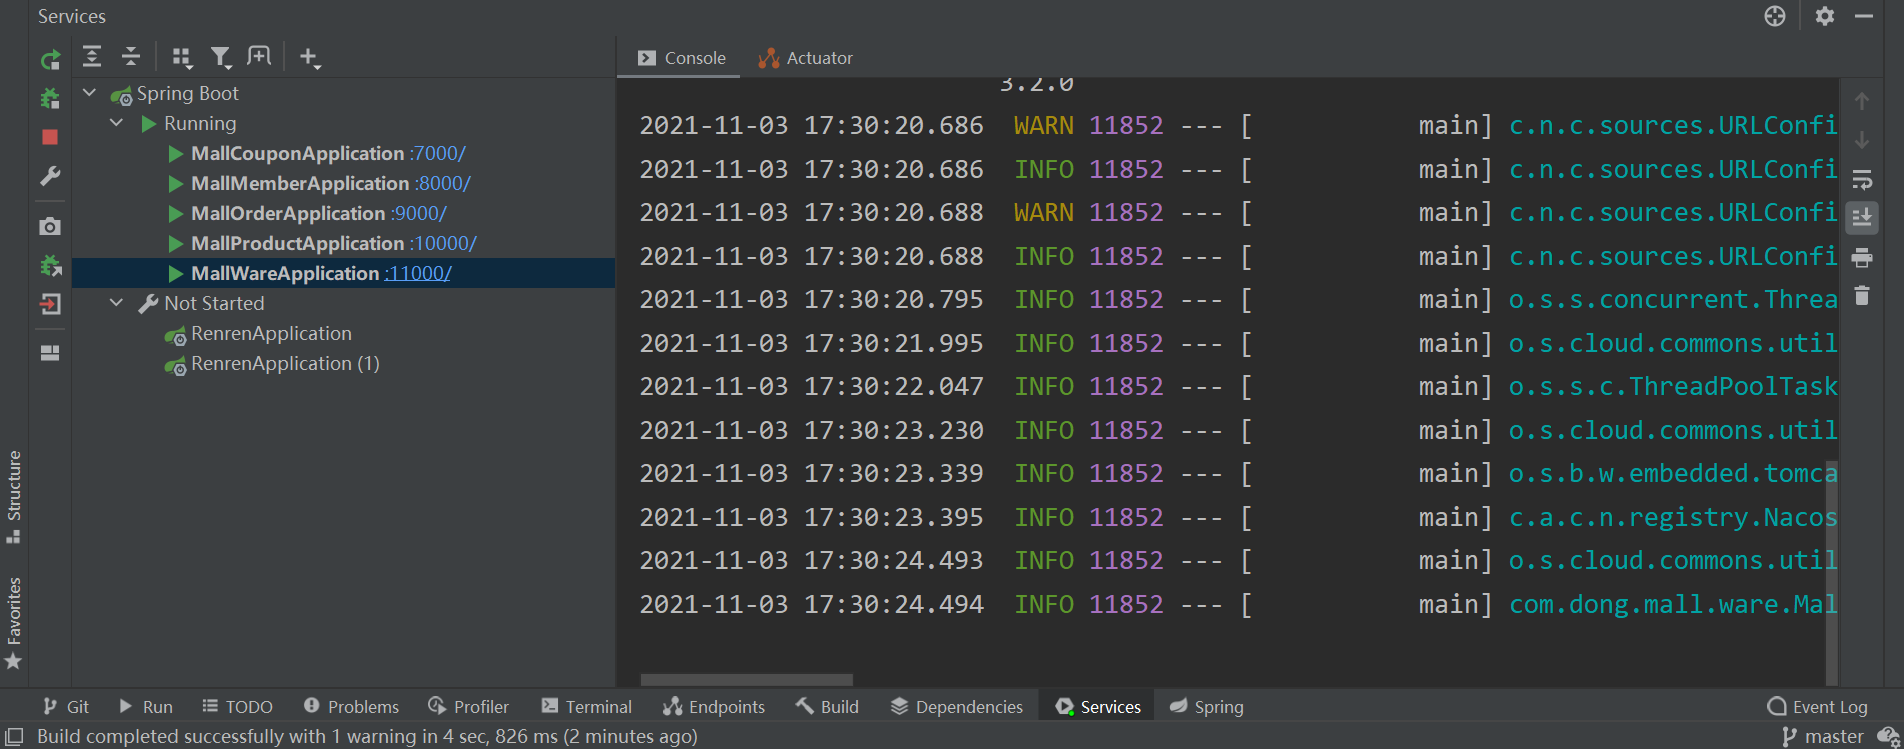 Services
Console
Actuator
Spring Boot
Running
MallCouponApplication :7000/
MallMemberApplication :8000/
MallOrderApplication :9000/
MallProductApplication :10000/
MallWareApplication :11000/
Not Started
RenrenApplication
RenrenApplication (1)
3.2.0
2021-11-03 17:30:20.686 WARN 11852 --- [ main] c.n.c.sources.URLConfi
2021-11-03 17:30:20.686 INFO 11852 --- [ main] c.n.c.sources.URLConfi
2021-11-03 17:30:20.688 WARN 11852 --- [ main] c.n.c.sources.URLConfi
2021-11-03 17:30:20.688 INFO 11852 --- [ main] c.n.c.sources.URLConfi
2021-11-03 17:30:20.795 INFO 11852 --- [ main] o.s.s.concurrent.Threa
2021-11-03 17:30:21.995 INFO 11852 --- [ main] o.s.cloud.commons.util
2021-11-03 17:30:22.047 INFO 11852 --- [ main] o.s.s.c.ThreadPoolTask
2021-11-03 17:30:23.230 INFO 11852 --- [ main] o.s.cloud.commons.util
2021-11-03 17:30:23.339 INFO 11852 --- [ main] o.s.b.w.embedded.tomca
2021-11-03 17:30:23.395 INFO 11852 --- [ main] c.a.c.n.registry.Nacos
2021-11-03 17:30:24.493 INFO 11852 --- [ main] o.s.cloud.commons.util
2021-11-03 17:30:24.494 INFO 11852 --- [ main] com.dong.mall.ware.Mal
Structure
Favorites
Git
Run
TODO
Problems
Profiler
Terminal
Endpoints
Build
Dependencies
Services
Spring
Event Log
Build completed successfully with 1 warning in 4 sec, 826 ms (2 minutes ago)
master